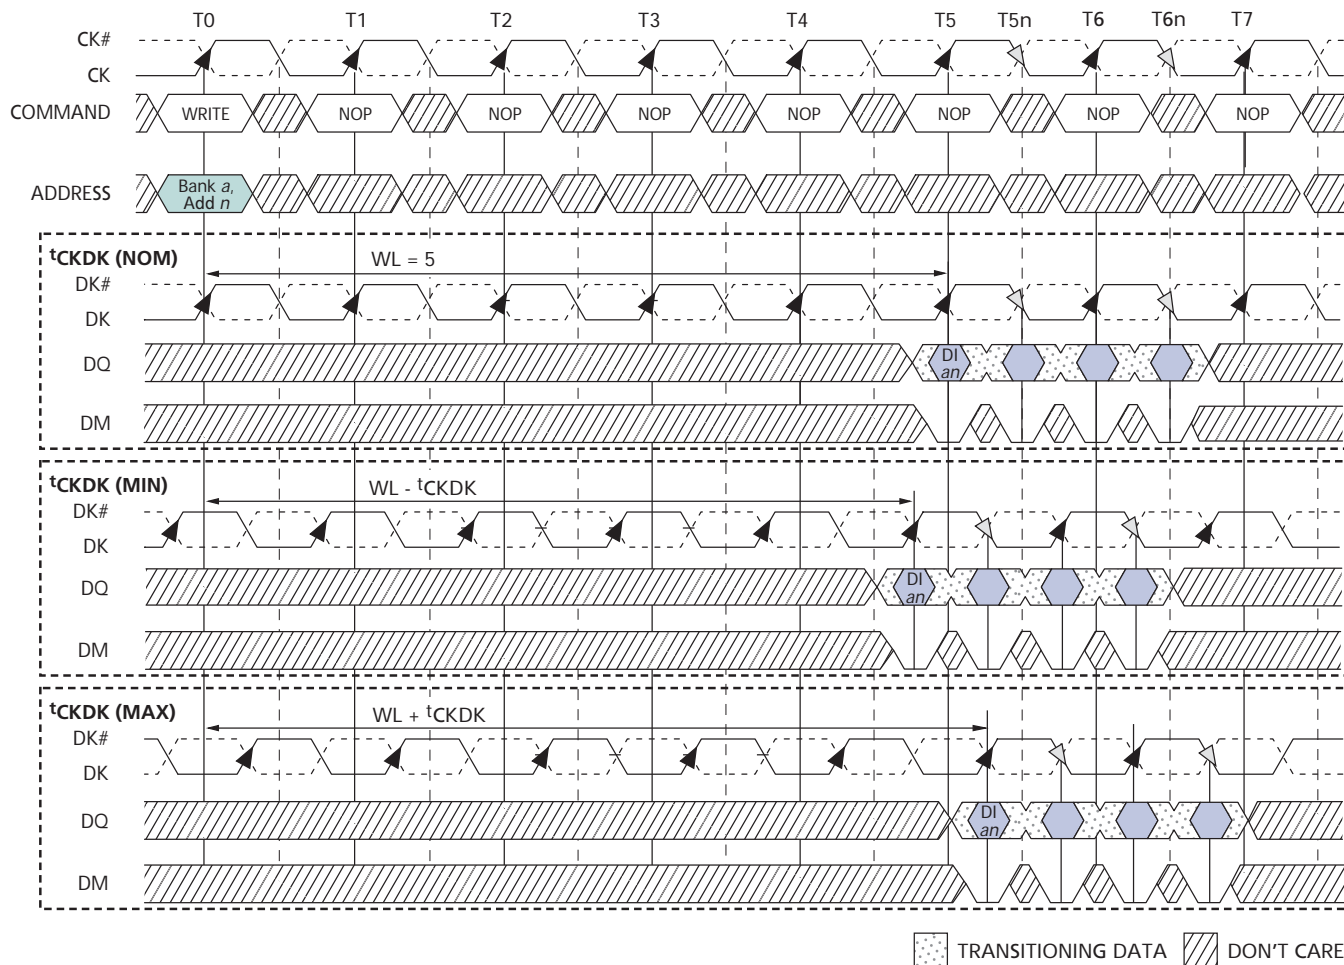 T0 T1 T2 T3 T4 T5 T5n T6 T6n T7
CK#
CK
COMMAND WRITE NOP NOP NOP NOP NOP NOP NOP
ADDRESS Bank a,
Add n
tCKDK (NOM)
WL = 5
DK#
DK
DQ DI
an
DM
tCKDK (MIN)
WL - tCKDK
DK#
DK
DQ DI
an
DM
tCKDK (MAX)
WL + tCKDK
DK#
DK
DQ DI
an
DM
TRANSITIONING DATA DON'T CARE